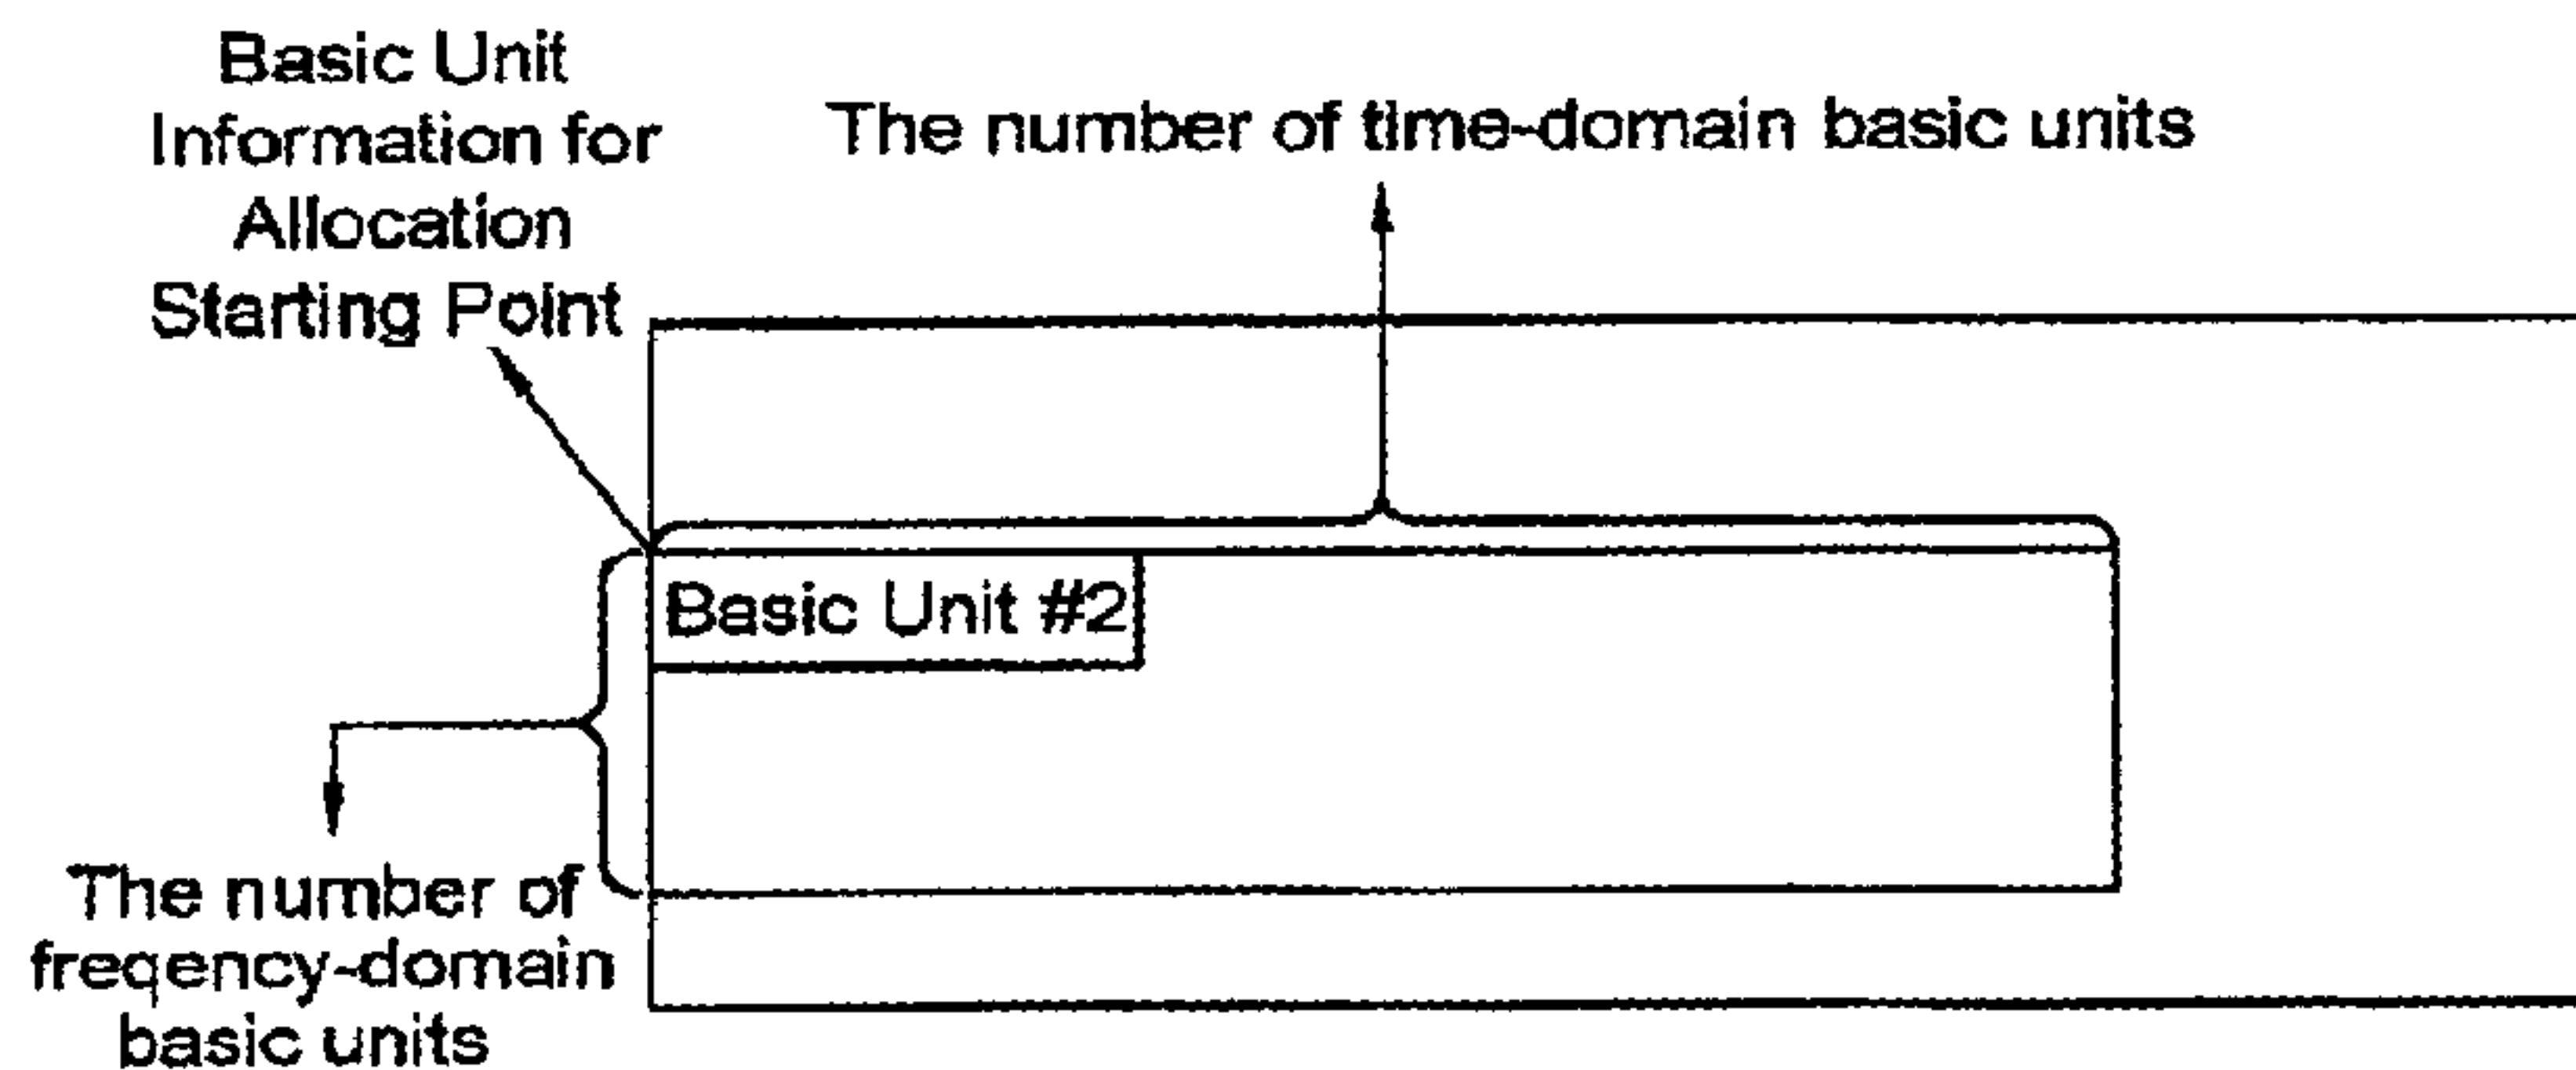 Basic Unit
Information for
Allocation
Starting Point
The number of time-domain basic units
Basic Unit #2
The number of
freqency-domain
basic units